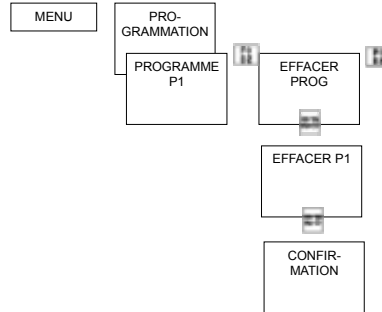 MENU
PRO-
GRAMMATION
PROGRAMME
P1
EFFACER
PROG
EFFACER P1
CONFIR-
MATION